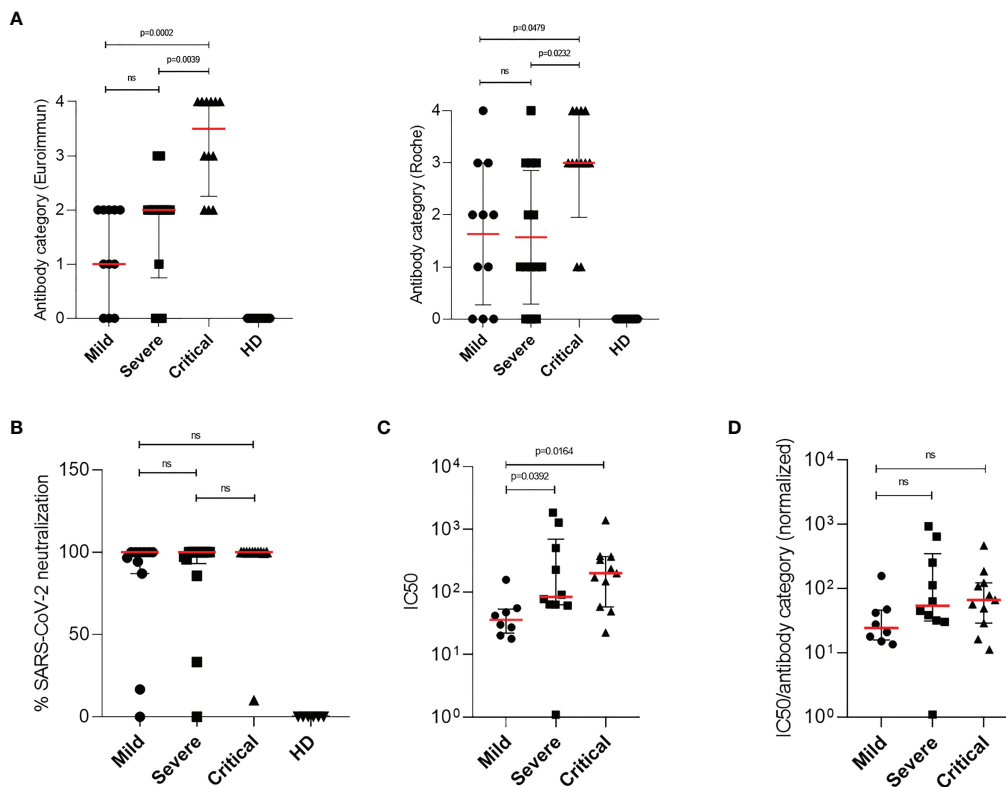 A
p=0.0002
p=0.0039
ns
Antibody category (Euroimmun)
4
3
2
1
0
Mild
Severe
Critical
HD
p=0.0479
p=0.0232
ns
Antibody category (Roche)
4
3
2
1
0
Mild
Severe
Critical
HD
B
ns
ns
ns
% SARS-CoV-2 neutralization
150
100
50
0
Mild
Severe
Critical
HD
C
p=0.0164
p=0.0392
IC50
10⁴
10³
10²
10¹
10⁰
Mild
Severe
Critical
D
ns
ns
IC50/antibody category (normalized)
10⁴
10³
10²
10¹
10⁰
Mild
Severe
Critical